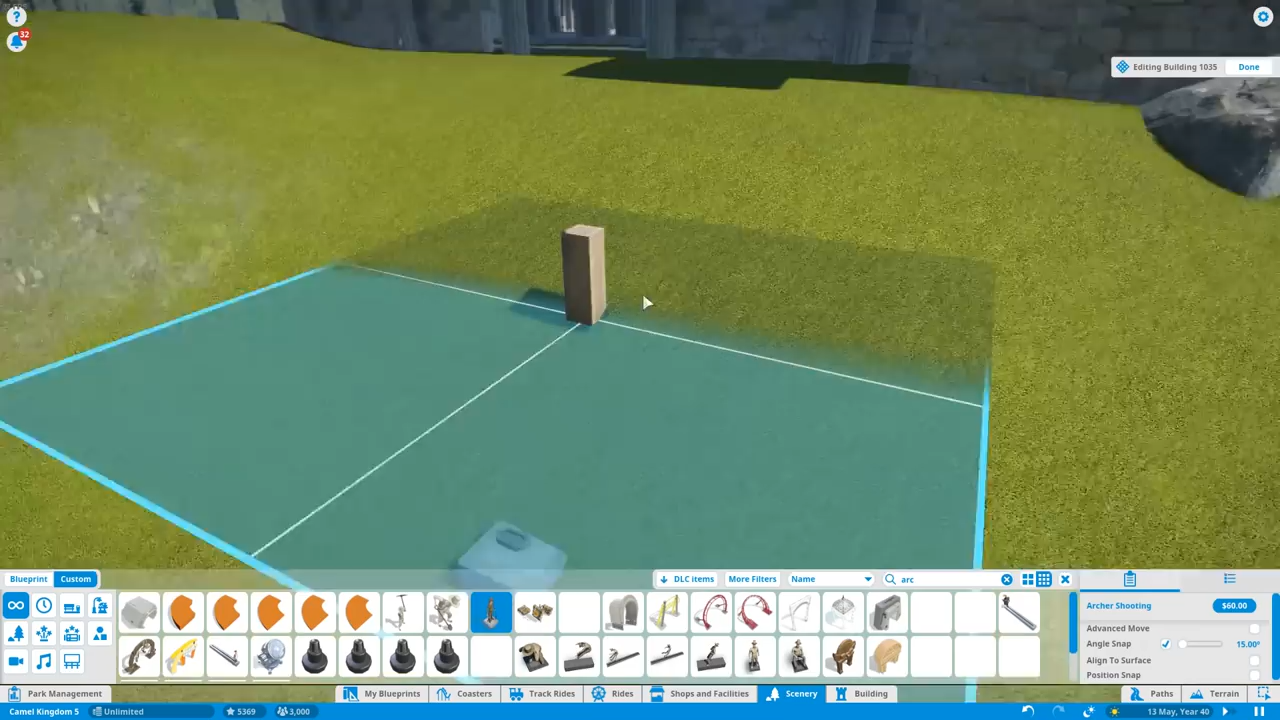 ?
32
Editing Building 1035 Done
Blueprint Custom DLC items More Filters Name arc
Archer Shooting $60.00
Advanced Move
Angle Snap 15.00°
Align To Surface
Position Snap
Park Management My Blueprints Coasters Track Rides Rides Shops and Facilities Scenery Building Paths Terrain
Camel Kingdom 5 Unlimited 5369 3,000 13 May, Year 40